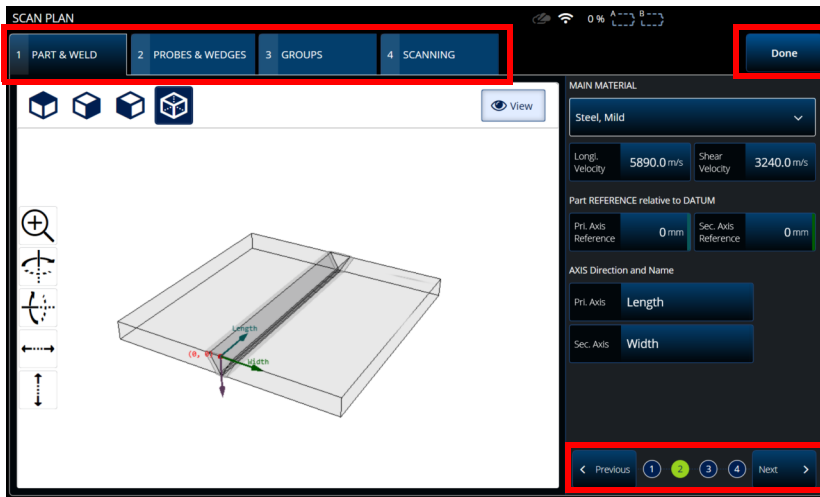 SCAN PLAN
0% A B
1 PART & WELD 2 PROBES & WEDGES 3 GROUPS 4 SCANNING Done
View
MAIN MATERIAL
Steel, Mild
Longi. Velocity 5890.0 m/s Shear Velocity 3240.0 m/s
Part REFERENCE relative to DATUM
Pri. Axis Reference 0 mm Sec. Axis Reference 0 mm
AXIS Direction and Name
Pri. Axis Length
Sec. Axis Width
Length
(0, 0
Width
Previous 1 2 3 4 Next